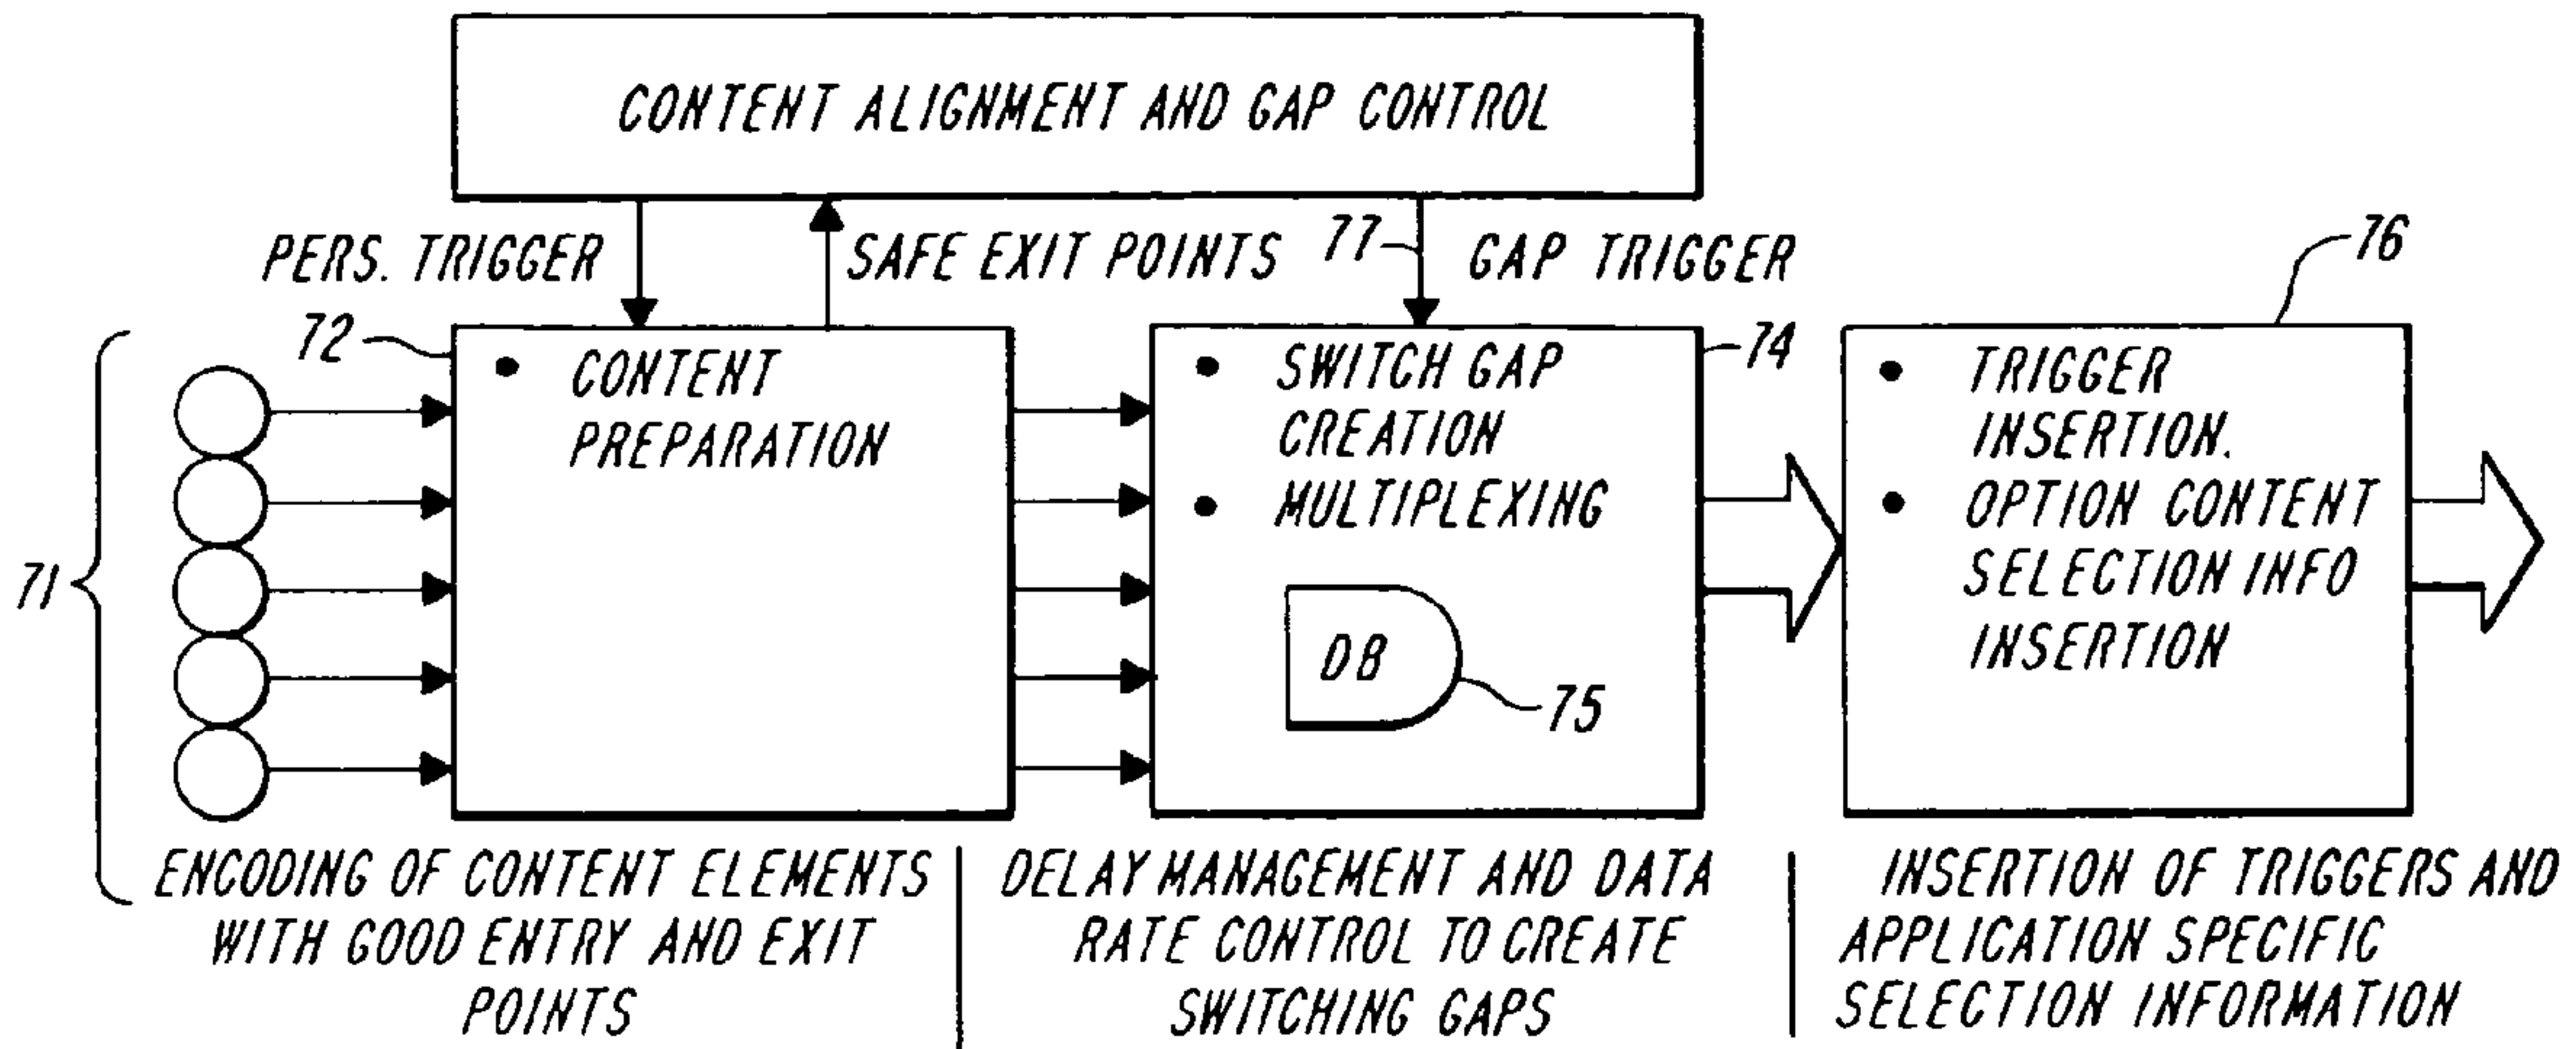 CONTENT ALIGNMENT AND GAP CONTROL
PERS. TRIGGER
SAFE EXIT POINTS
77
GAP TRIGGER
76
72
74
• CONTENT
PREPARATION
• SWITCH GAP
CREATION
• MULTIPLEXING
DB
75
• TRIGGER
INSERTION.
• OPTION CONTENT
SELECTION INFO
INSERTION
71
ENCODING OF CONTENT ELEMENTS
WITH GOOD ENTRY AND EXIT
POINTS
DELAY MANAGEMENT AND DATA
RATE CONTROL TO CREATE
SWITCHING GAPS
INSERTION OF TRIGGERS AND
APPLICATION SPECIFIC
SELECTION INFORMATION